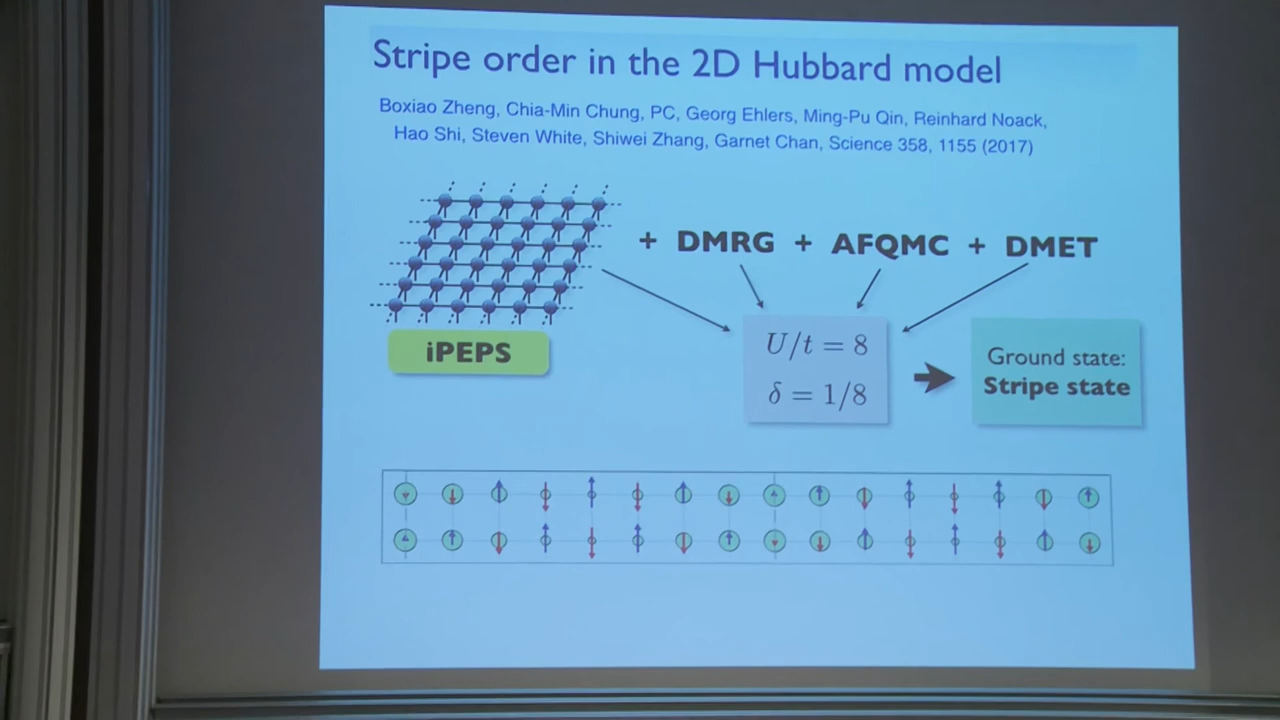 Stripe order in the 2D Hubbard model
Boxiao Zheng, Chia-Min Chung, PC, Georg Ehlers, Ming-Pu Qin, Reinhard Noack,
Hao Shi, Steven White, Shiwei Zhang, Garnet Chan, Science 358, 1155 (2017)
+ DMRG + AFQMC + DMET
iPEPS
U/t = 8
δ = 1/8
Ground state:
Stripe state